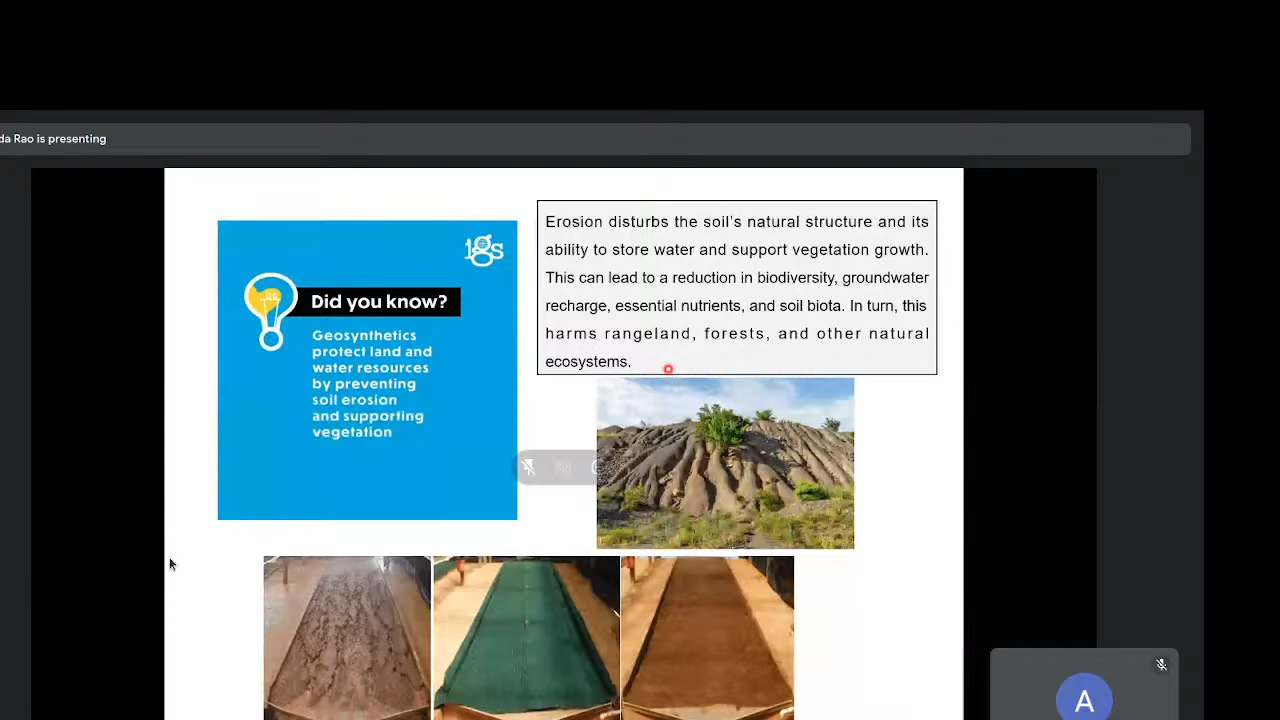 da Rao is presenting
igs
Did you know?
Geosynthetics
protect land and
water resources
by preventing
soil erosion
and supporting
vegetation
Erosion disturbs the soil's natural structure and its
ability to store water and support vegetation growth.
This can lead to a reduction in biodiversity, groundwater
recharge, essential nutrients, and soil biota. In turn, this
harms rangeland, forests, and other natural
ecosystems.
A